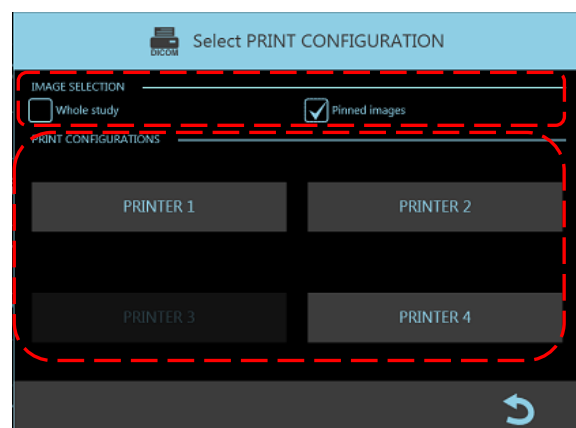 DICOM
Select PRINT CONFIGURATION
IMAGE SELECTION
Whole study
Pinned images
PRINT CONFIGURATIONS
PRINTER 1
PRINTER 2
PRINTER 3
PRINTER 4